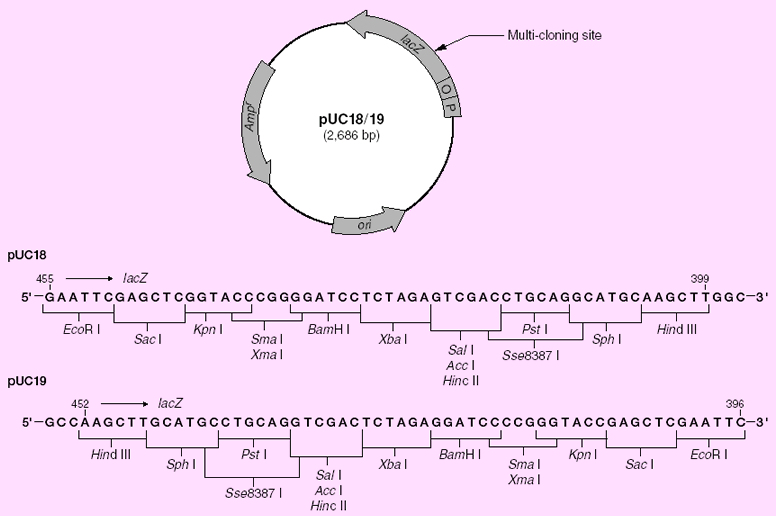 lacZ
Multi-cloning site
O
P
Ampʳ
pUC18/19
(2,686 bp)
ori
pUC18
455 lacZ 399
5'–GAATTCGAGCTCGGTACCCGGGGATCCTCTAGAGTCGACCTGCAGGCATGCAAGCTTGGC–3'
EcoR I Kpn I BamH I Pst I Hind III
Sac I Sma I Xba I Sph I
Xma I Sal I Sse8387 I
Acc I
Hinc II
pUC19
452 lacZ 396
5'–GCCAAGCTTGCATGCCTGCAGGTCGACTCTAGAGGATCCCCGGGTACCGAGCTCGAATTC–3'
Hind III Pst I BamH I Kpn I EcoR I
Sph I Xba I Sma I Sac I
Sal I Xma I
Sse8387 I Acc I
Hinc II